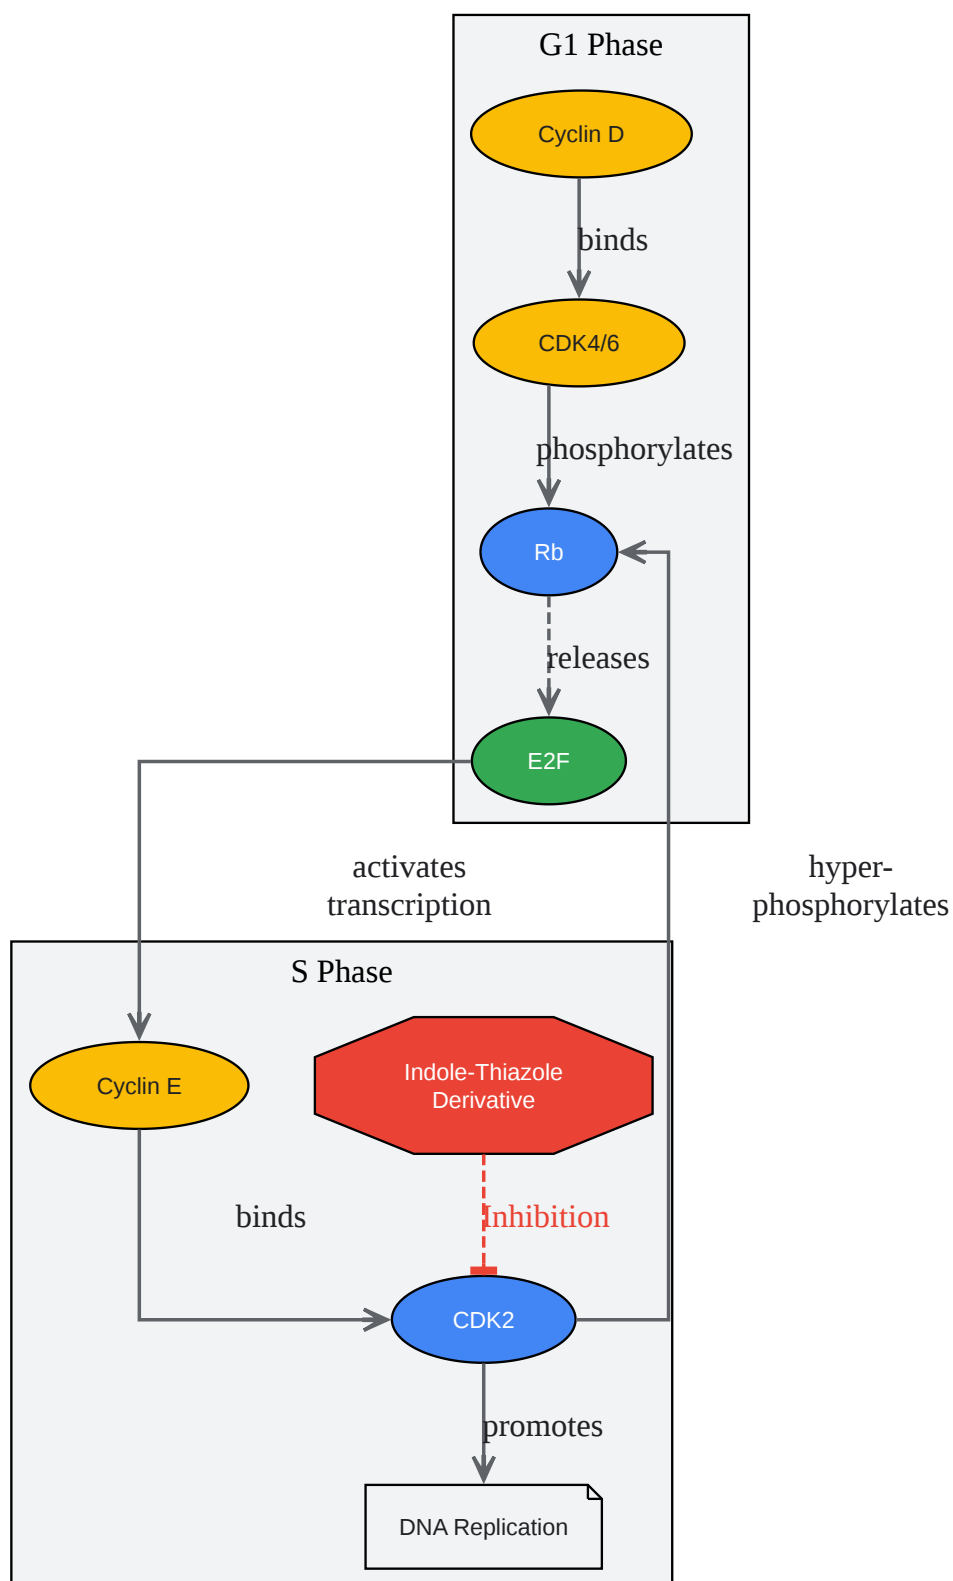 G1 Phase
Cyclin D
binds
CDK4/6
phosphorylates
Rb
releases
E2F
activates
transcription
hyper-
phosphorylates
S Phase
Indole-Thiazole
Derivative
Cyclin E
binds
Inhibition
CDK2
promotes
DNA Replication